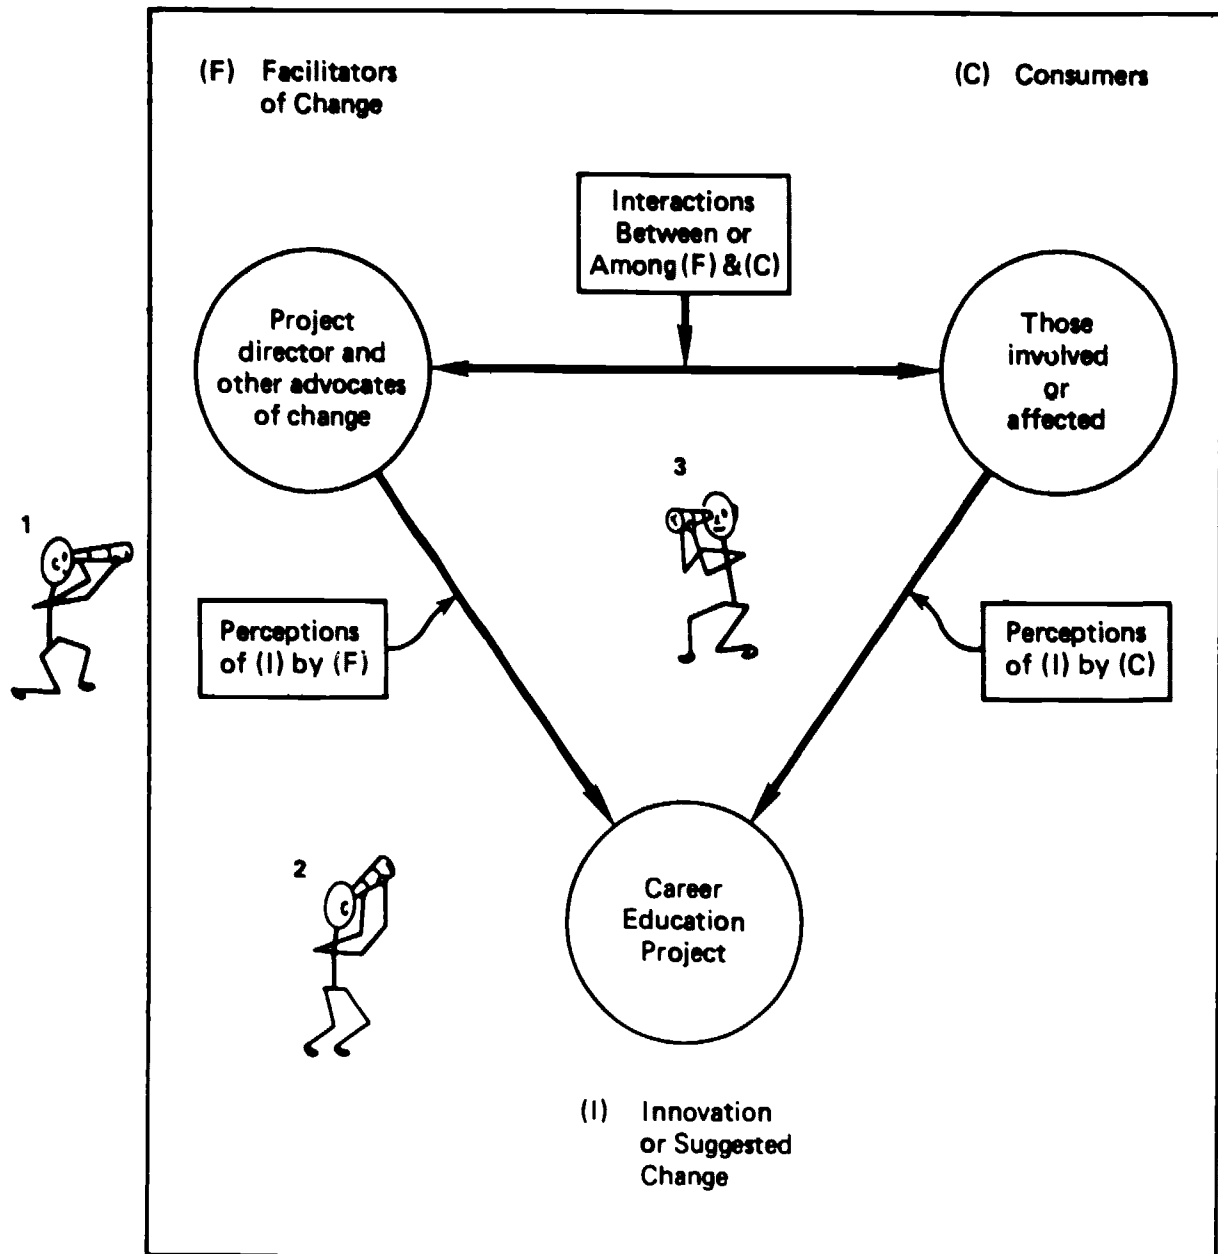 (F) Facilitators
of Change
(C) Consumers
Interactions
Between or
Among (F) & (C)
Project
director and
other advocates
of change
Those
involved
or
affected
3
1
Perceptions
of (I) by (F)
Perceptions
of (I) by (C)
2
Career
Education
Project
(I) Innovation
or Suggested
Change